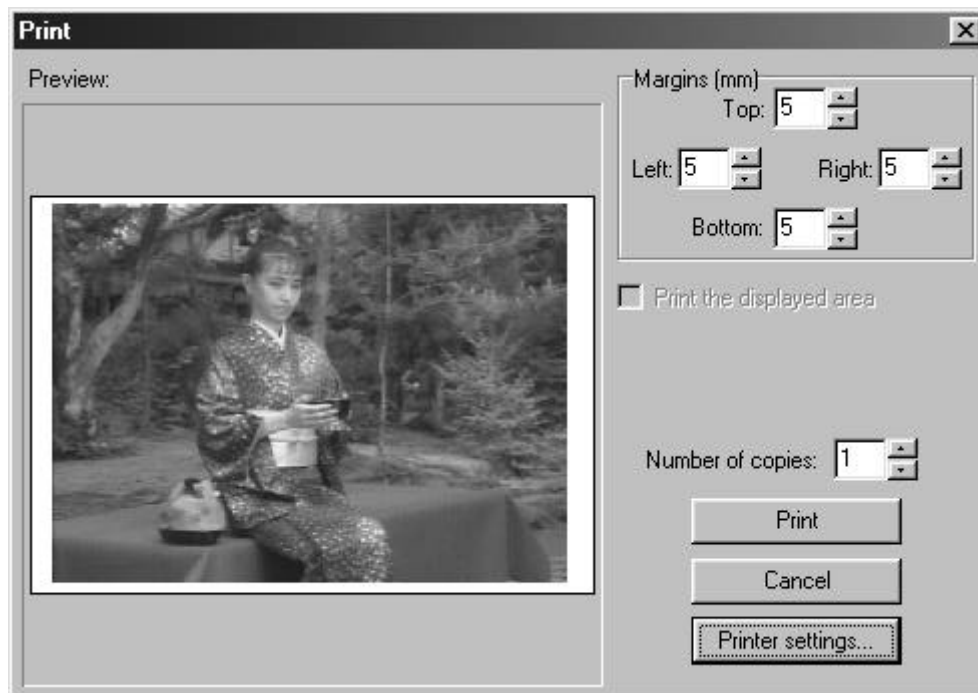 Print
Preview:
Margins (mm)
Top: 5
Left: 5 Right: 5
Bottom: 5
Print the displayed area
Number of copies: 1
Print
Cancel
Printer settings...